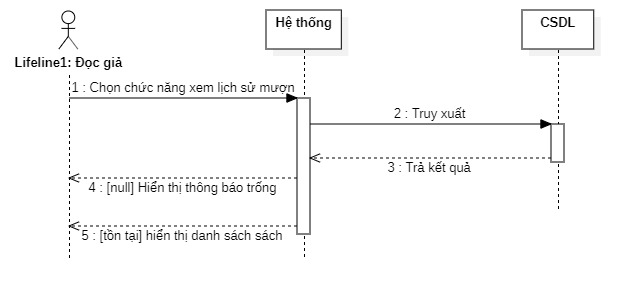 Hệ thống
CSDL
Lifeline1: Đọc giả
1 : Chọn chức năng xem lịch sử mượn
2 : Truy xuất
3 : Trả kết quả
4 : [null] Hiển thị thông báo trống
5 : [tồn tại] hiển thị danh sách sách